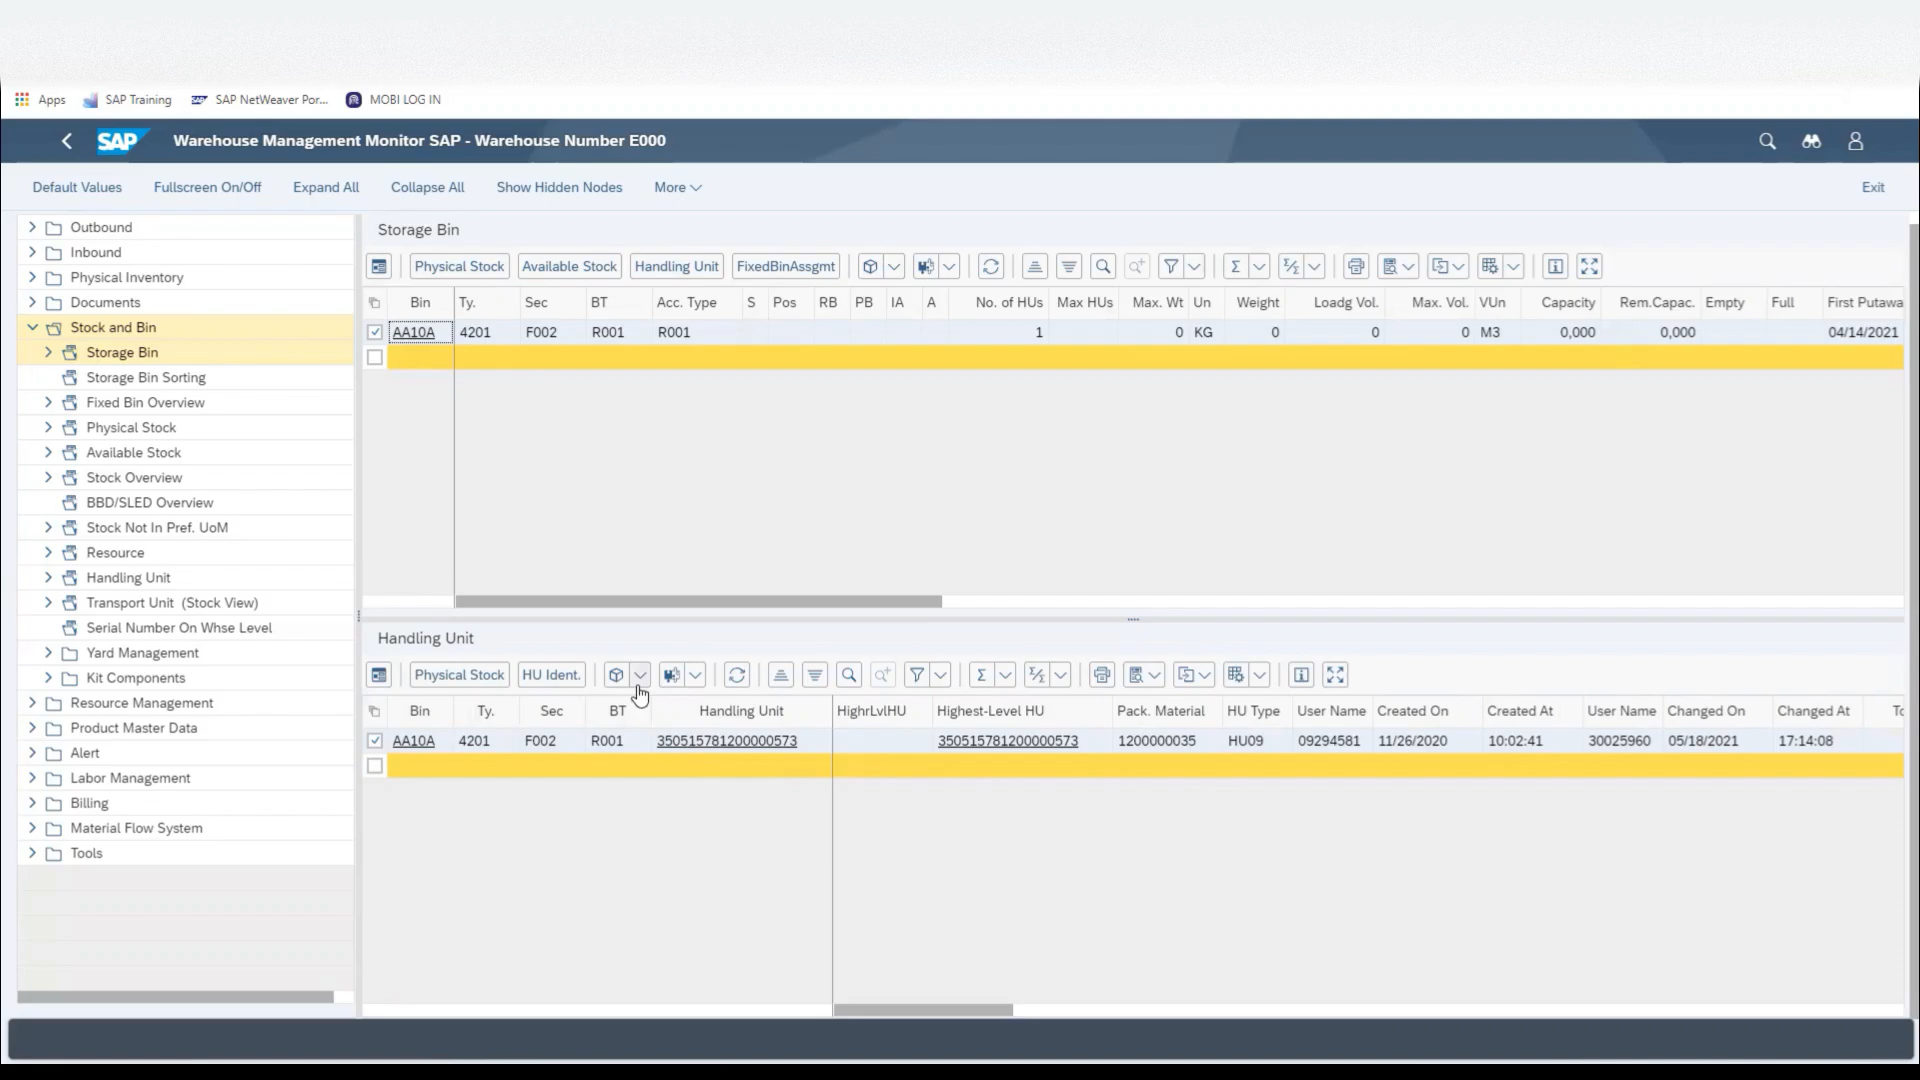 Apps SAP Training SAP NetWeaver Por... MOBI LOG IN
SAP Warehouse Management Monitor SAP - Warehouse Number E000
Default Values Fullscreen On/Off Expand All Collapse All Show Hidden Nodes More Exit
Outbound
Inbound
Physical Inventory
Documents
Stock and Bin
Storage Bin
Storage Bin Sorting
Fixed Bin Overview
Physical Stock
Available Stock
Stock Overview
BBD/SLED Overview
Stock Not In Pref. UoM
Resource
Handling Unit
Transport Unit (Stock View)
Serial Number On Whse Level
Yard Management
Kit Components
Resource Management
Product Master Data
Alert
Labor Management
Billing
Material Flow System
Tools
Storage Bin
Physical Stock Available Stock Handling Unit FixedBinAssgmt
Bin Ty. Sec BT Acc. Type S Pos RB PB IA A No. of HUs Max HUs Max. Wt Un Weight Loadg Vol. Max. Vol. VUn Capacity Rem.Capac. Empty Full First Putawa
AA10A 4201 F002 R001 R001 1 0 KG 0 0 0 M3 0,000 0,000 04/14/2021
Handling Unit
Physical Stock HU Ident.
Bin Ty. Sec BT Handling Unit HighrLvlHU Highest-Level HU Pack. Material HU Type User Name Created On Created At User Name Changed On Changed At To
AA10A 4201 F002 R001 350515781200000573 350515781200000573 1200000035 HU09 09294581 11/26/2020 10:02:41 30025960 05/18/2021 17:14:08